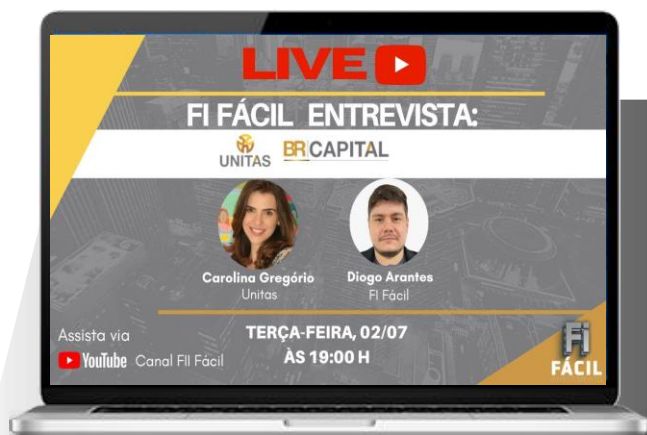 LIVE
FI FÁCIL ENTREVISTA:
UNITAS BR CAPITAL
Carolina Gregório Diogo Arantes
Unitas FI Fácil
Assista via TERÇA-FEIRA, 02/07
YouTube Canal FII Fácil ÀS 19:00 H
Fi
FÁCIL